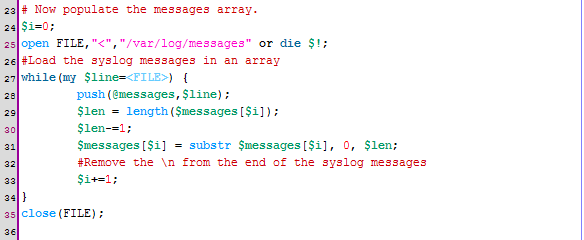 23 # Now populate the messages array.
24 $i=0;
25 open FILE,"<","/var/log/messages" or die $!;
26 #Load the syslog messages in an array
27 while(my $line=<FILE>) {
28 push(@messages,$line);
29 $len = length($messages[$i]);
30 $len-=1;
31 $messages[$i] = substr $messages[$i], 0, $len;
32 #Remove the \n from the end of the syslog messages
33 $i+=1;
34 }
35 close(FILE);
36